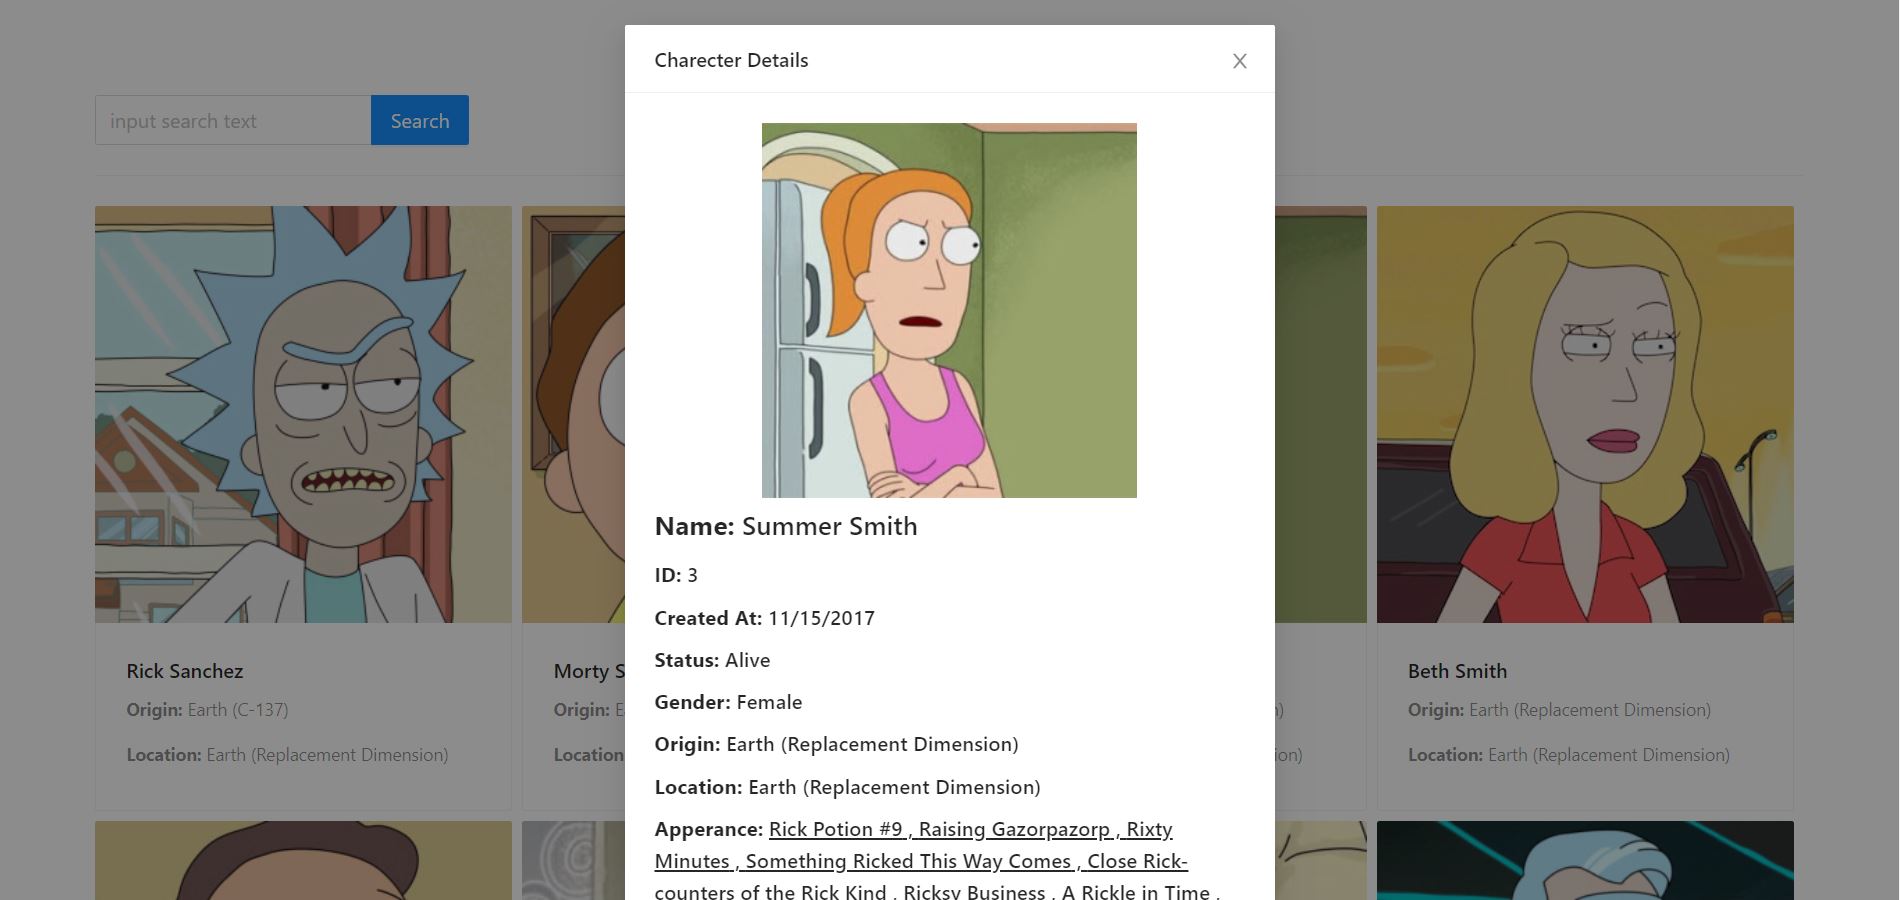 Charecter Details
input search text
Search
Name: Summer Smith
ID: 3
Created At: 11/15/2017
Status: Alive
Gender: Female
Origin: Earth (Replacement Dimension)
Location: Earth (Replacement Dimension)
Apperance: Rick Potion #9 , Raising Gazorpazorp , Rixty
Minutes , Something Ricked This Way Comes , Close Rick-
counters of the Rick Kind , Ricksy Business , A Rickle in Time ,
Rick Sanchez
Origin: Earth (C-137)
Location: Earth (Replacement Dimension)
Morty S
Origin: E
Location:
n)
ion)
Beth Smith
Origin: Earth (Replacement Dimension)
Location: Earth (Replacement Dimension)